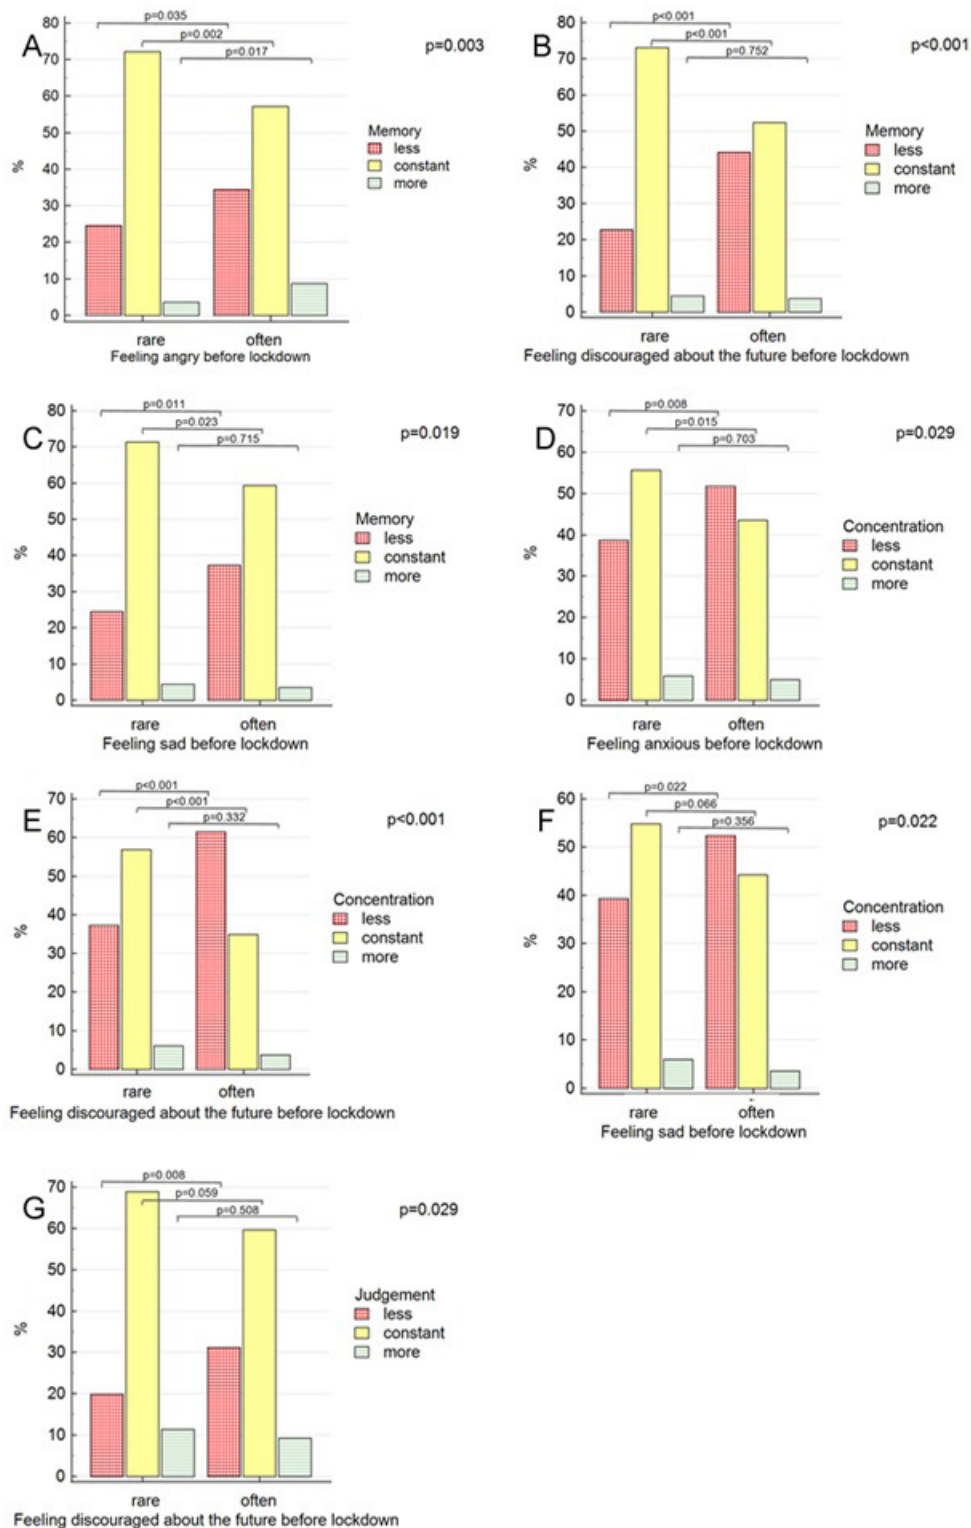 A
p=0.035
p=0.002
p=0.017
p=0.003
80
70
60
50
40
30
20
10
0
%
Memory
less
constant
more
rare often
Feeling angry before lockdown
B
p<0.001
p<0.001
p=0.752
p<0.001
80
70
60
50
40
30
20
10
0
%
Memory
less
constant
more
rare often
Feeling discouraged about the future before lockdown
C
p=0.011
p=0.023
p=0.715
p=0.019
80
70
60
50
40
30
20
10
0
%
Memory
less
constant
more
rare often
Feeling sad before lockdown
D
p=0.008
p=0.015
p=0.703
p=0.029
70
60
50
40
30
20
10
0
%
Concentration
less
constant
more
rare often
Feeling anxious before lockdown
E
p<0.001
p<0.001
p=0.332
p<0.001
70
60
50
40
30
20
10
0
%
Concentration
less
constant
more
rare often
Feeling discouraged about the future before lockdown
F
p=0.022
p=0.066
p=0.356
p=0.022
60
50
40
30
20
10
0
%
Concentration
less
constant
more
rare often
Feeling sad before lockdown
G
p=0.008
p=0.059
p=0.508
p=0.029
70
60
50
40
30
20
10
0
%
Judgement
less
constant
more
rare often
Feeling discouraged about the future before lockdown